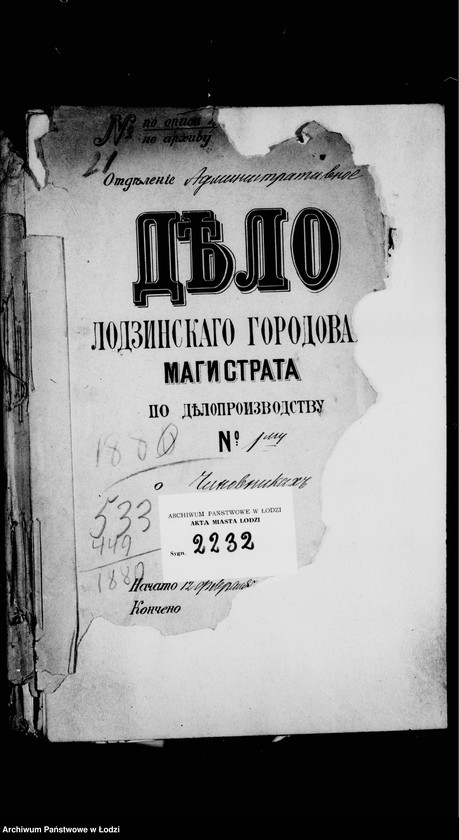 № по описи
по архиву
21
Отдѣленіе Административное
ДѢЛО
ЛОДЗИНСКАГО ГОРОДОВА
МАГИСТРАТА
ПО ДѢЛОПРОИЗВОДСТВУ
№ 1му
1880
о Чиновникахъ
533
449
1880
ARCHIWUM PAŃSTWOWE W ŁODZI
AKTA MIASTA ŁODZI
Sygn. 2232
Начато 12 февраля
Кончено
Archiwum Państwowe w Łodzi